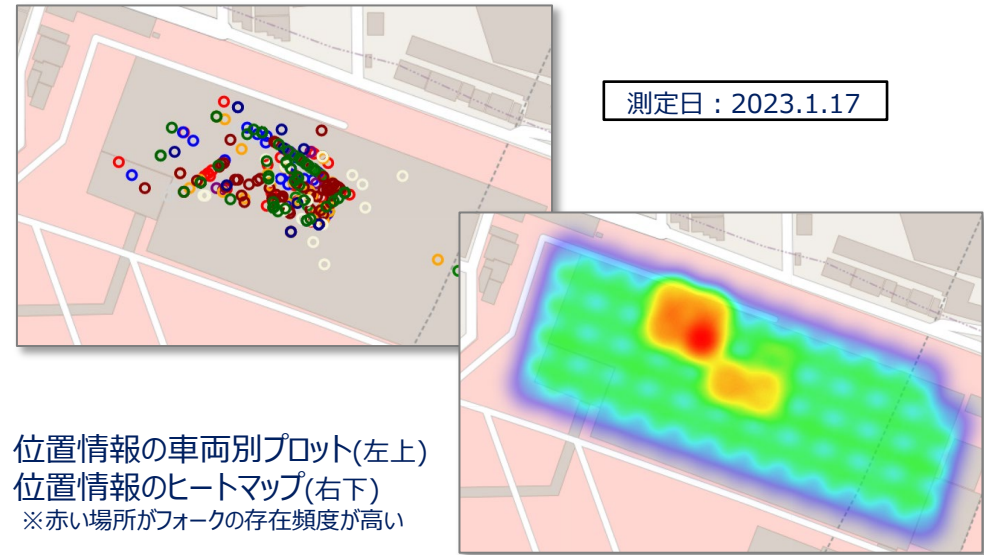 測定日：2023.1.17
位置情報の車両別プロット(左上)
位置情報のヒートマップ(右下)
※赤い場所がフォークの存在頻度が高い